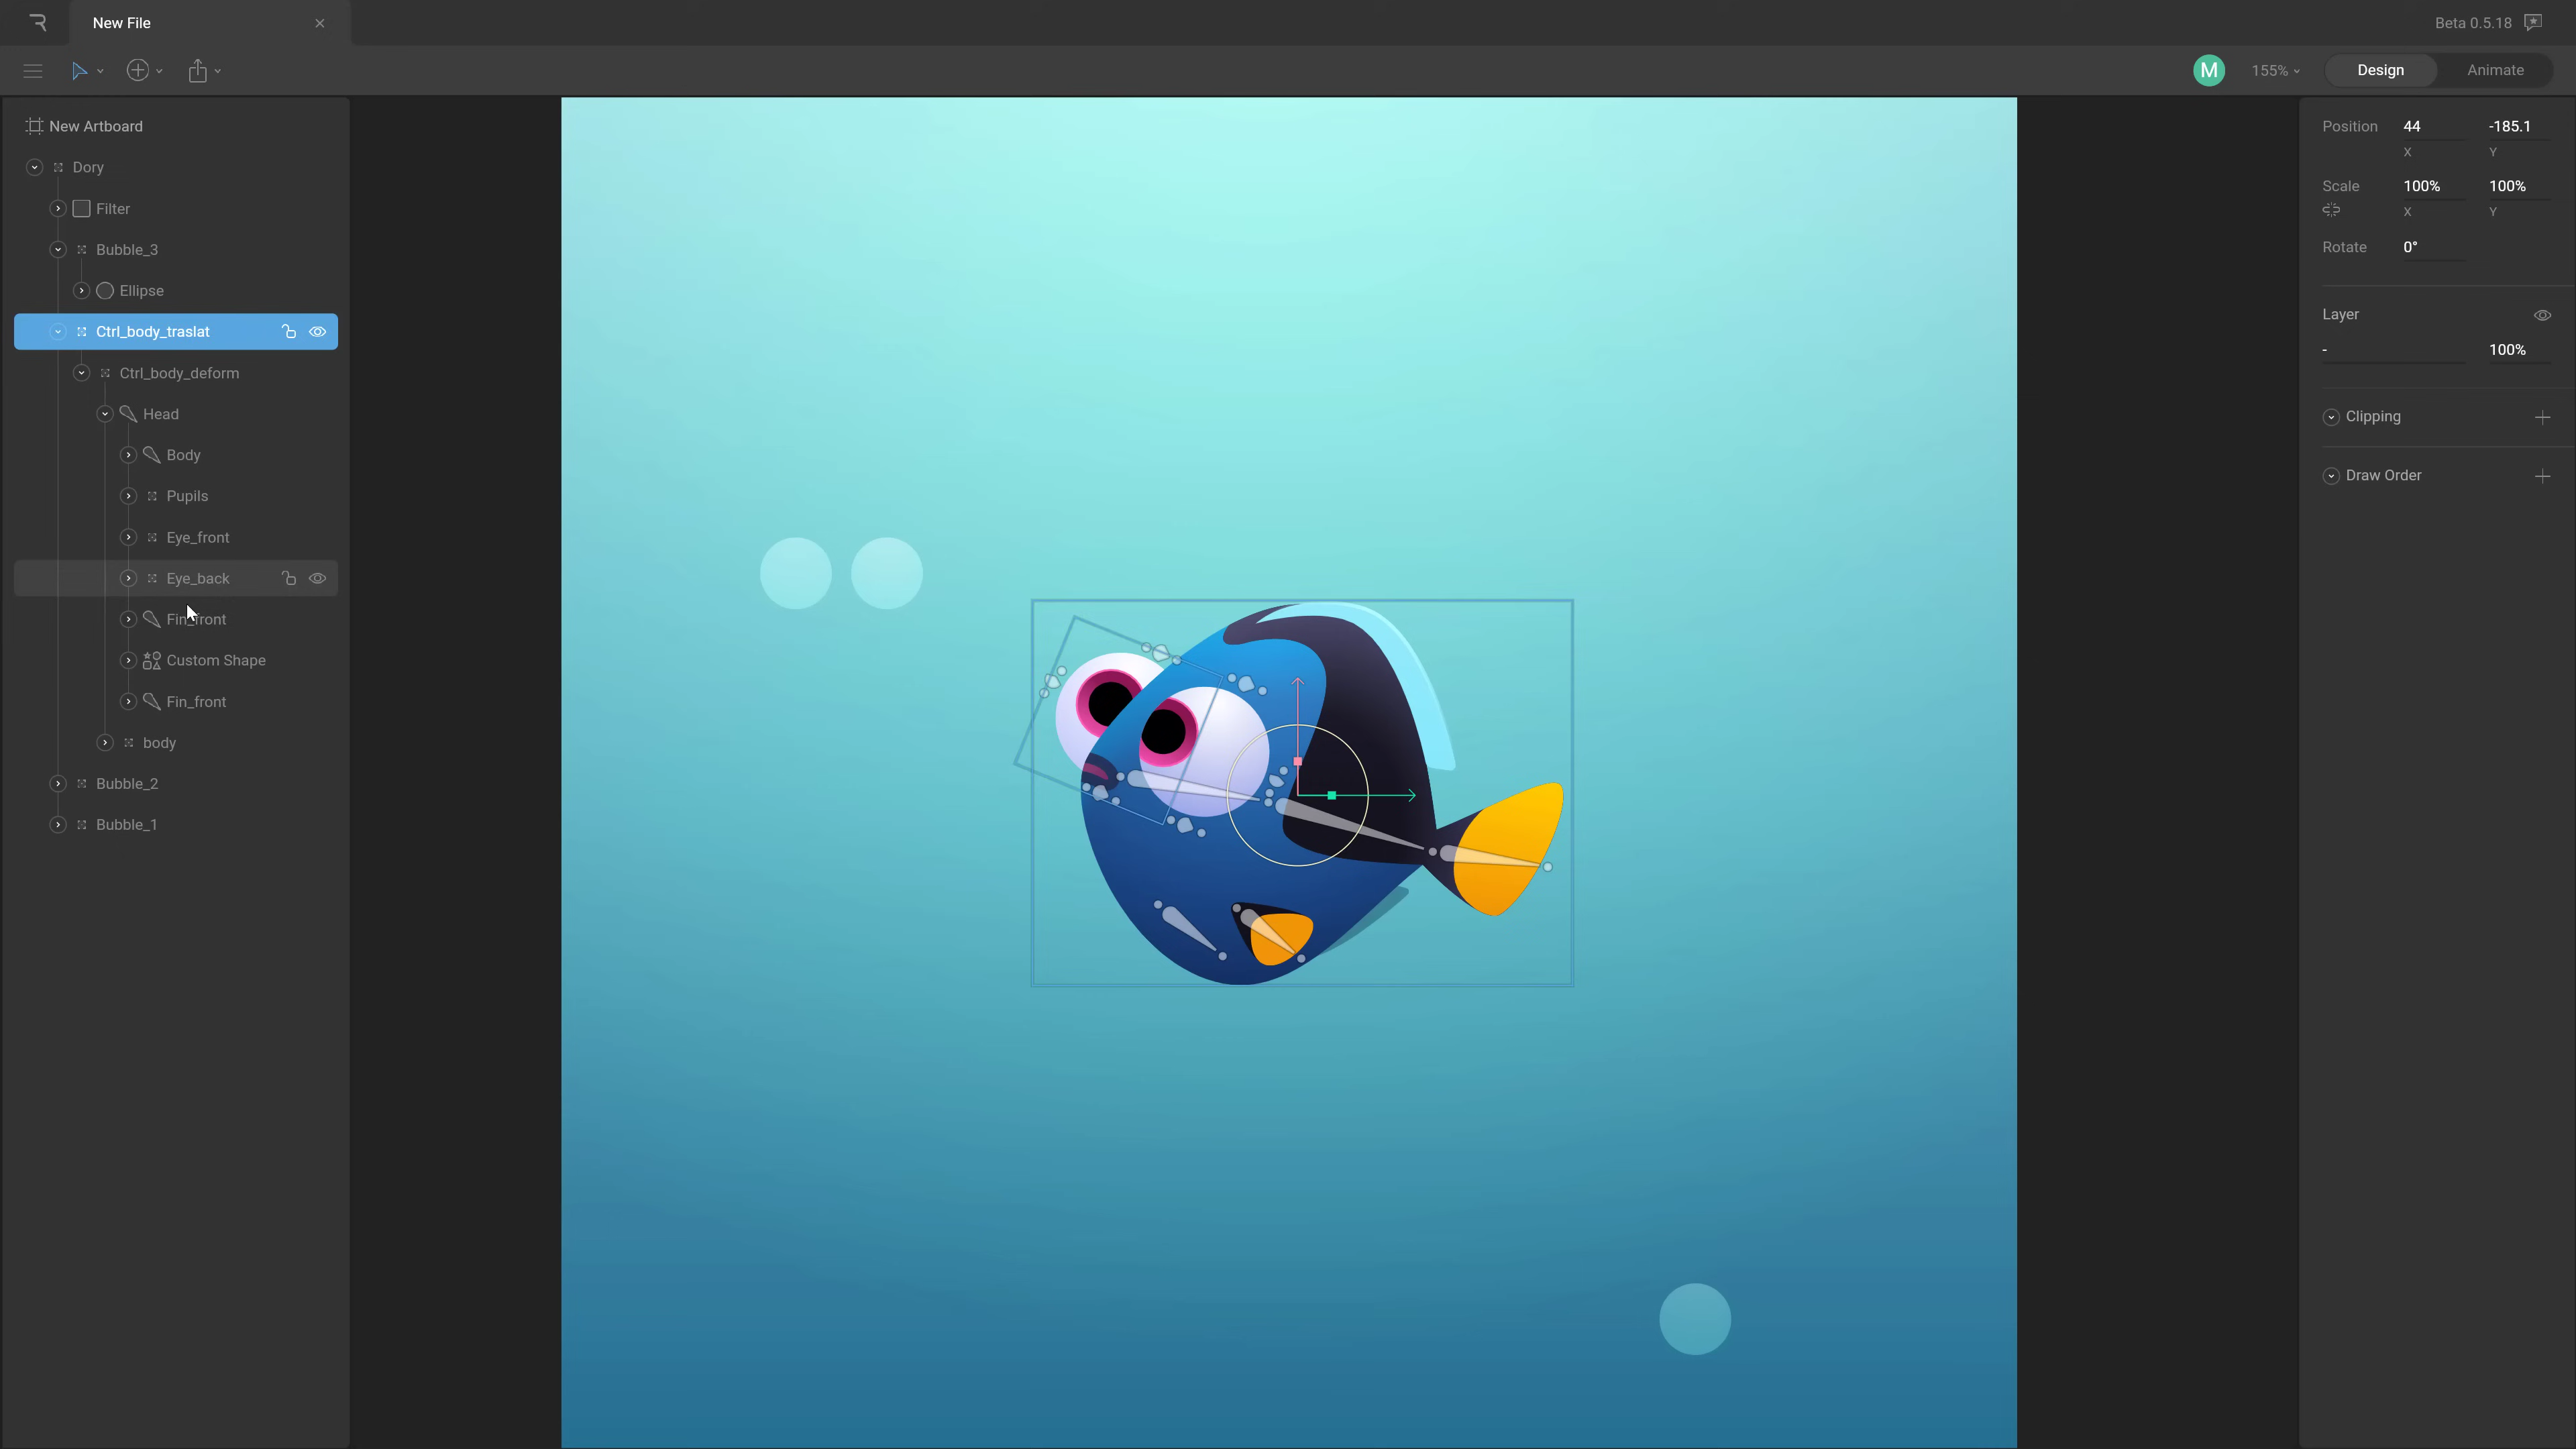 New File
Beta 0.5.18
M
155%
Design
Animate
New Artboard
Dory
Filter
Bubble_3
Ellipse
Ctrl_body_traslat
Ctrl_body_deform
Head
Body
Pupils
Eye_front
Eye_back
Fin_front
Custom Shape
Fin_front
body
Bubble_2
Bubble_1
Position 44 -185.1
X Y
Scale 100% 100%
X Y
Rotate 0°
Layer
- 100%
Clipping
Draw Order